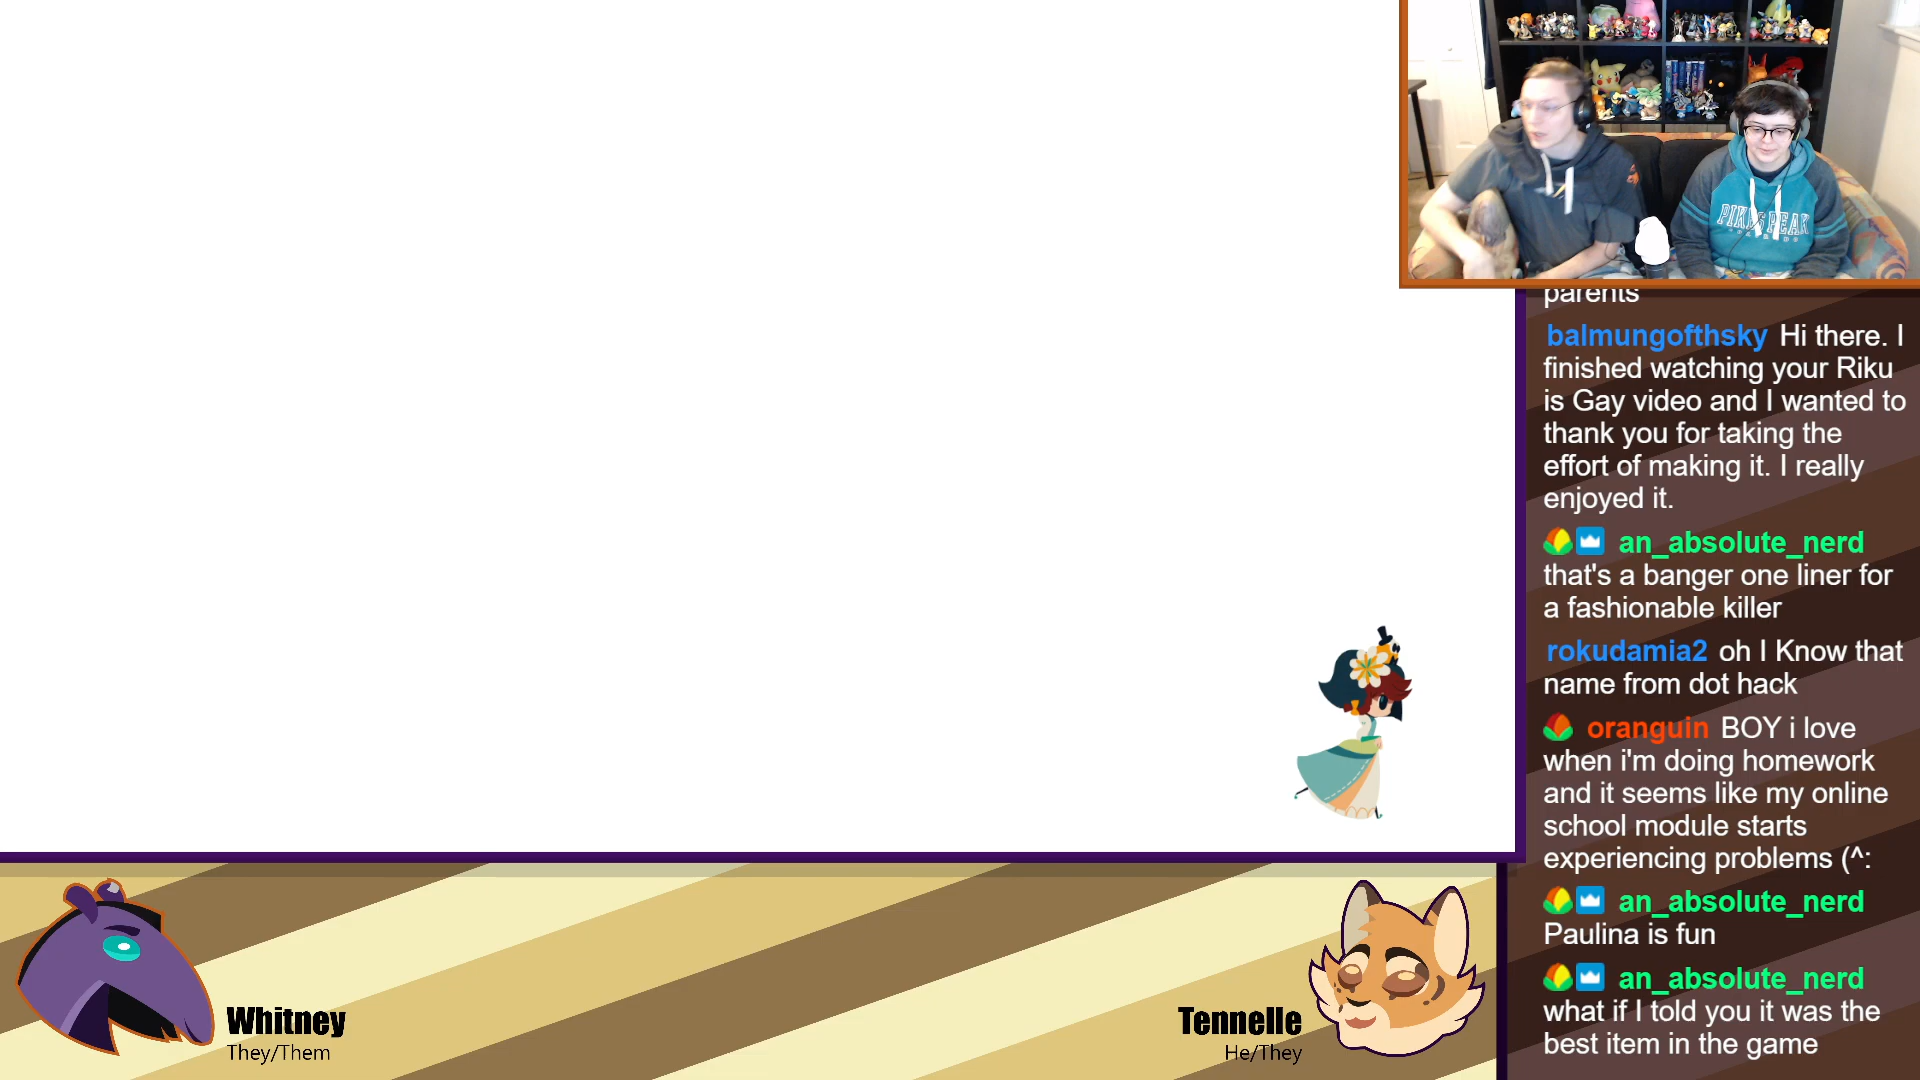 PIKES PEAK
parents
balmungofthsky Hi there. I
finished watching your Riku
is Gay video and I wanted to
thank you for taking the
effort of making it. I really
enjoyed it.
an_absolute_nerd
that's a banger one liner for
a fashionable killer
rokudamia2 oh I Know that
name from dot hack
oranguin BOY i love
when i'm doing homework
and it seems like my online
school module starts
experiencing problems (^:
an_absolute_nerd
Paulina is fun
an_absolute_nerd
what if I told you it was the
best item in the game
Whitney
They/Them
Tennelle
He/They